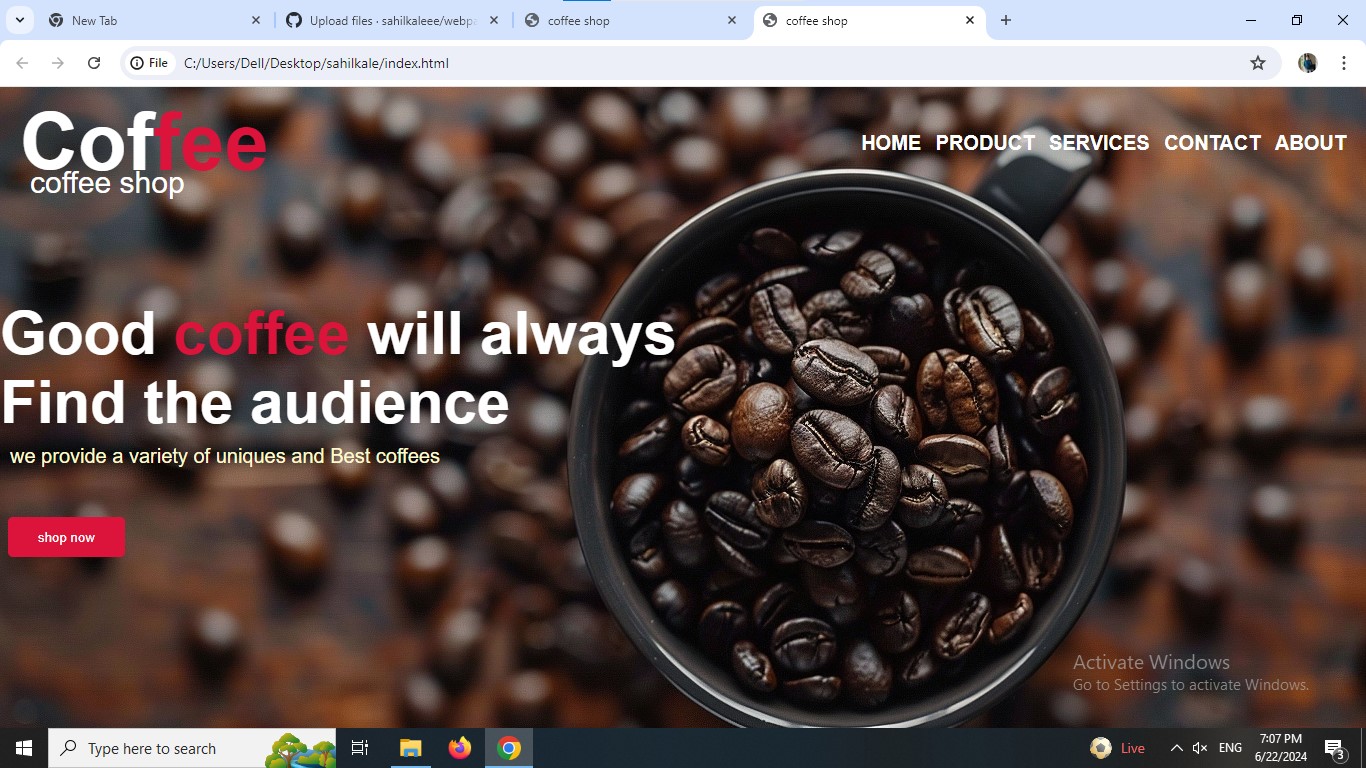 New Tab
Upload files · sahilkaleee/webpa
coffee shop
coffee shop
File C:/Users/Dell/Desktop/sahilkale/index.html
Coffee
coffee shop
HOME PRODUCT SERVICES CONTACT ABOUT
Good coffee will always
Find the audience
we provide a variety of uniques and Best coffees
shop now
Activate Windows
Go to Settings to activate Windows.
Type here to search
Live
ENG
7:07 PM
6/22/2024
3